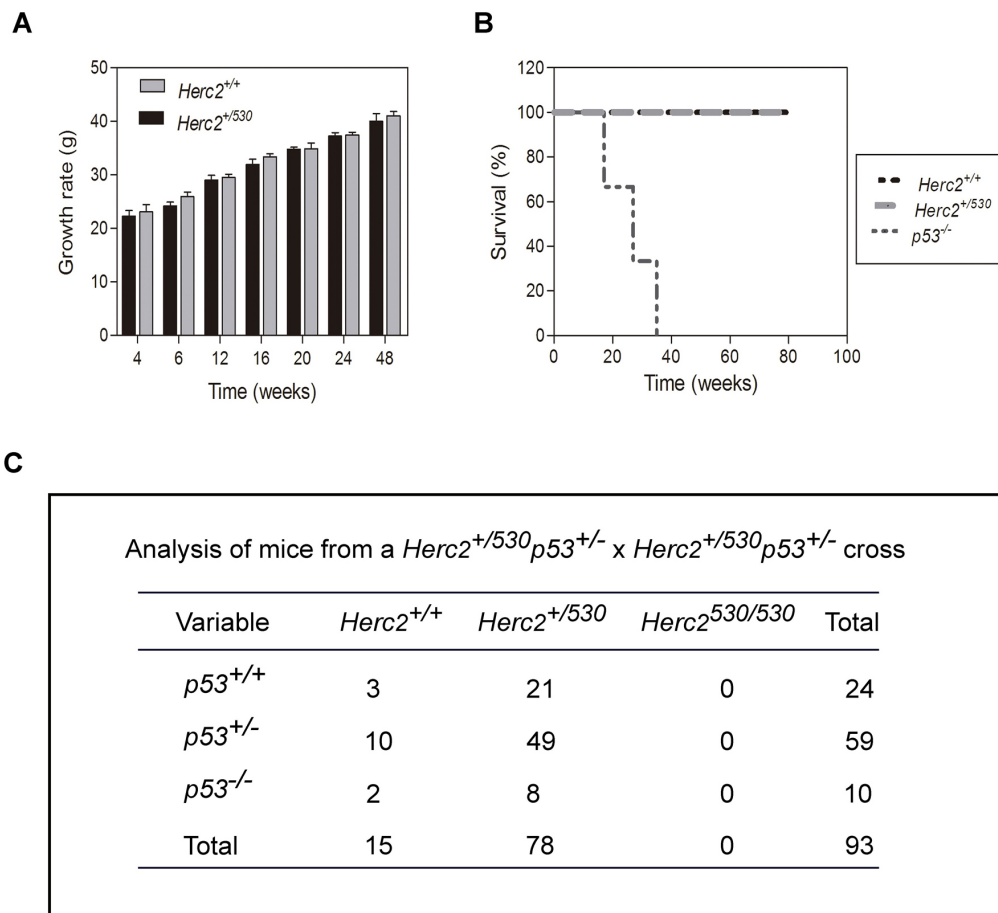 A
50
40
30
20
10
0
Growth rate (g)
Herc2+/+
Herc2+/530
4 6 12 16 20 24 48
Time (weeks)
B
120
100
80
60
40
20
0
Survival (%)
0 20 40 60 80 100
Time (weeks)
Herc2+/+
Herc2+/530
p53-/-
C
Analysis of mice from a Herc2+/530p53+/- x Herc2+/530p53+/- cross
Variable Herc2+/+ Herc2+/530 Herc2530/530 Total
p53+/+ 3 21 0 24
p53+/- 10 49 0 59
p53-/- 2 8 0 10
Total 15 78 0 93